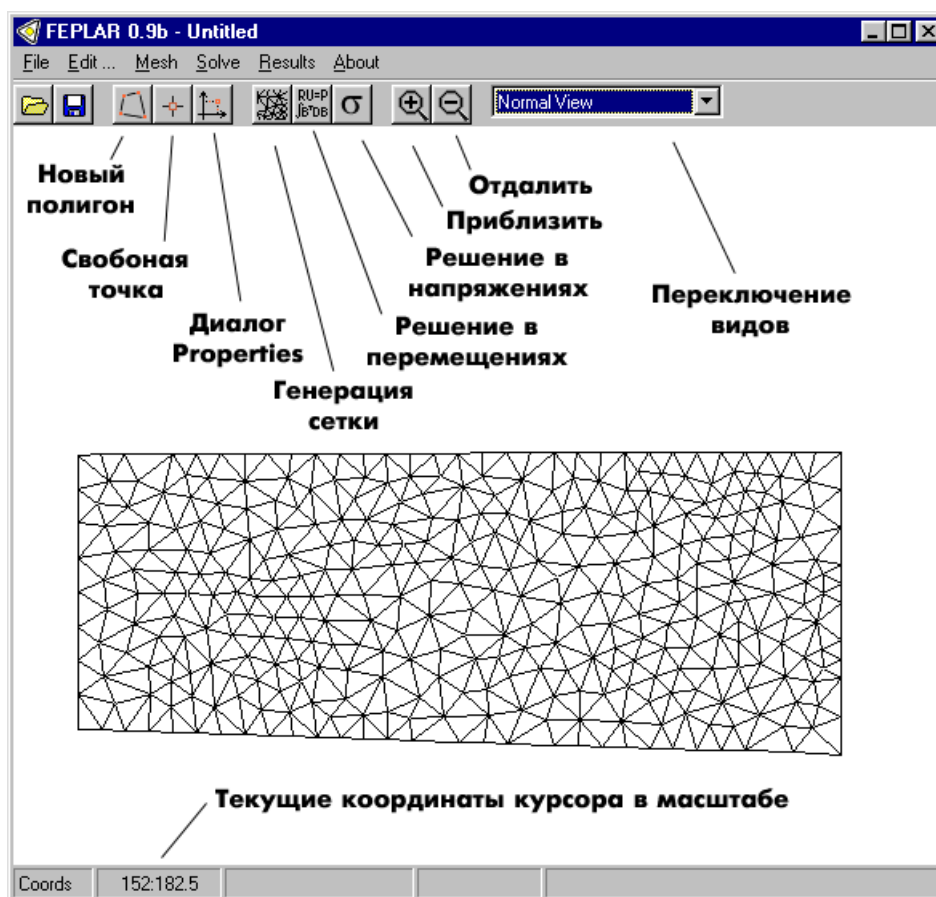 FEPLAR 0.9b - Untitled
File Edit ... Mesh Solve Results About
RU=P
∫BᵀDB
σ
Normal View
Новый
полигон
Свобоная
точка
Диалог
Properties
Генерация
сетки
Решение в
перемещениях
Решение в
напряжениях
Приблизить
Отдалить
Переключение
видов
Текущие координаты курсора в масштабе
Coords 152:182.5